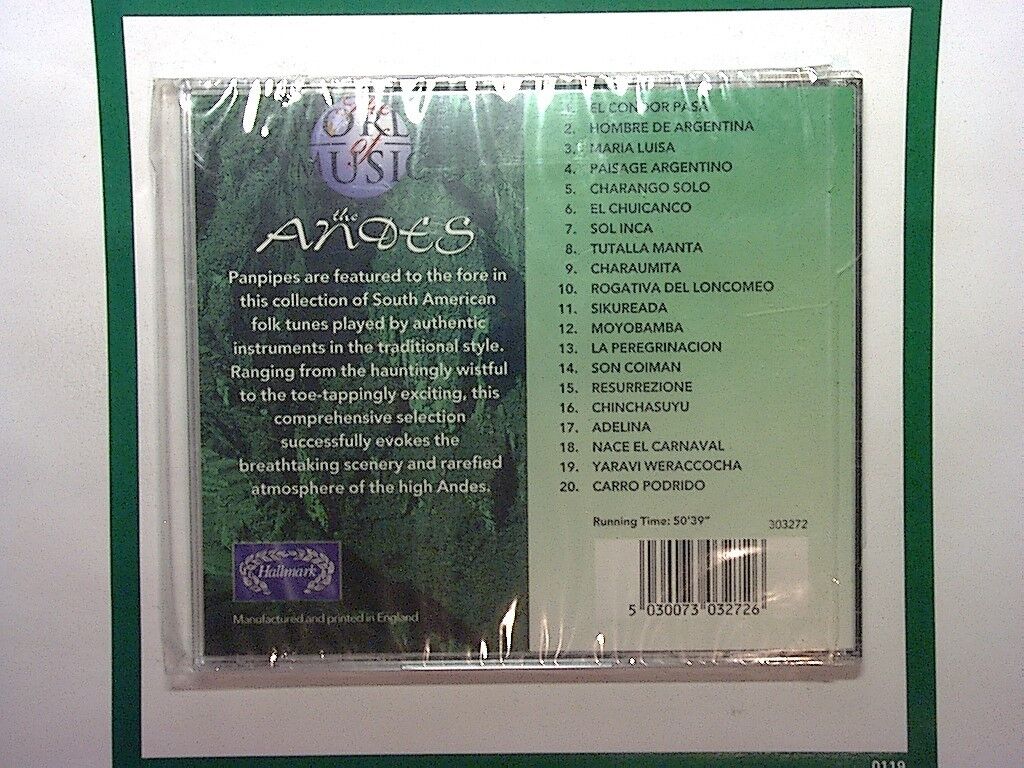 the
WORLD
of
MUSIC
the
ANDES
Panpipes are featured to the fore in
this collection of South American
folk tunes played by authentic
instruments in the traditional style.
Ranging from the hauntingly wistful
to the toe-tappingly exciting, this
comprehensive selection
successfully evokes the
breathtaking scenery and rarefied
atmosphere of the high Andes.
Hallmark
Manufactured and printed in England
1. EL CONDOR PASA
2. HOMBRE DE ARGENTINA
3. MARIA LUISA
4. PAISAGE ARGENTINO
5. CHARANGO SOLO
6. EL CHUICANCO
7. SOL INCA
8. TUTALLA MANTA
9. CHARAUMITA
10. ROGATIVA DEL LONCOMEO
11. SIKUREADA
12. MOYOBAMBA
13. LA PEREGRINACION
14. SON COIMAN
15. RESURREZIONE
16. CHINCHASUYU
17. ADELINA
18. NACE EL CARNAVAL
19. YARAVI WERACCOCHA
20. CARRO PODRIDO
Running Time: 50'39"
303272
5 030073 032726
0119